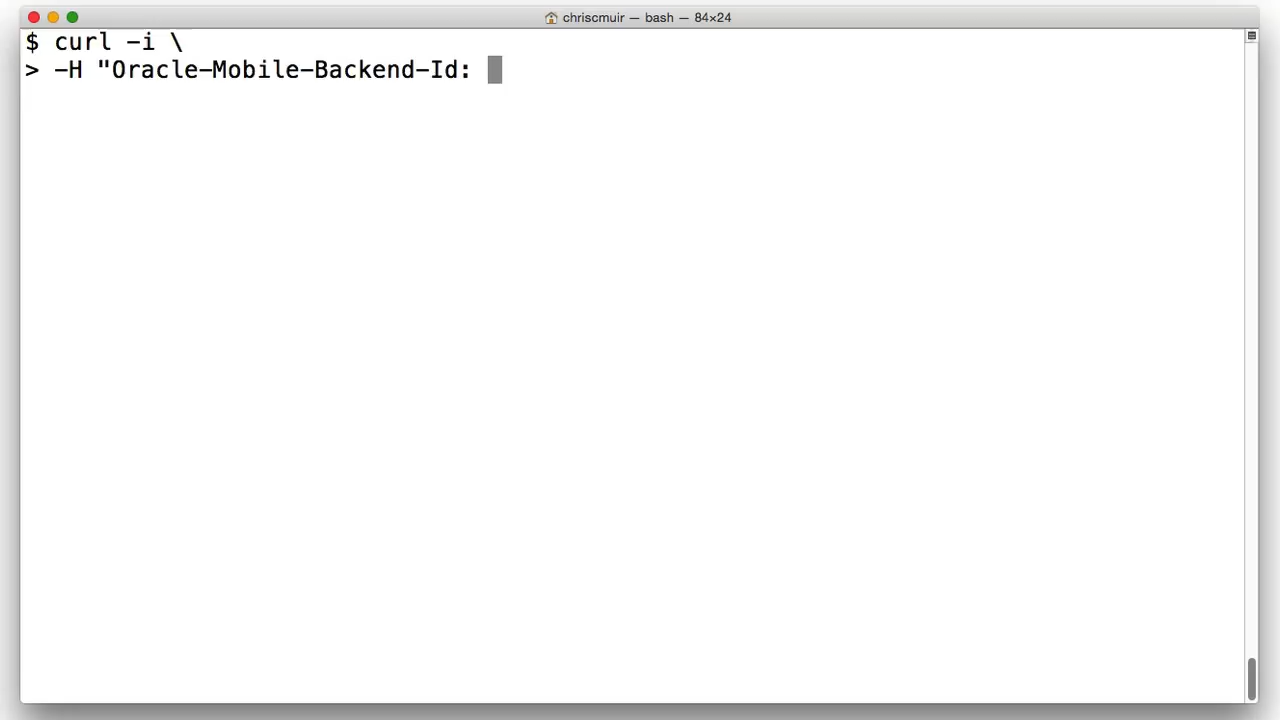 chriscmuir — bash — 84×24
$ curl -i \
> -H "Oracle-Mobile-Backend-Id: